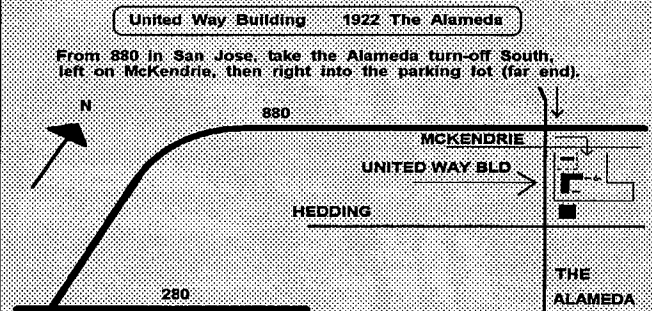 United Way Building 1922 The Alameda
From 880 in San Jose, take the Alameda turn-off South,
left on McKendrie, then right into the parking lot (far end).
N
880
MCKENDRIE
UNITED WAY BLD
HEDDING
280
THE
ALAMEDA